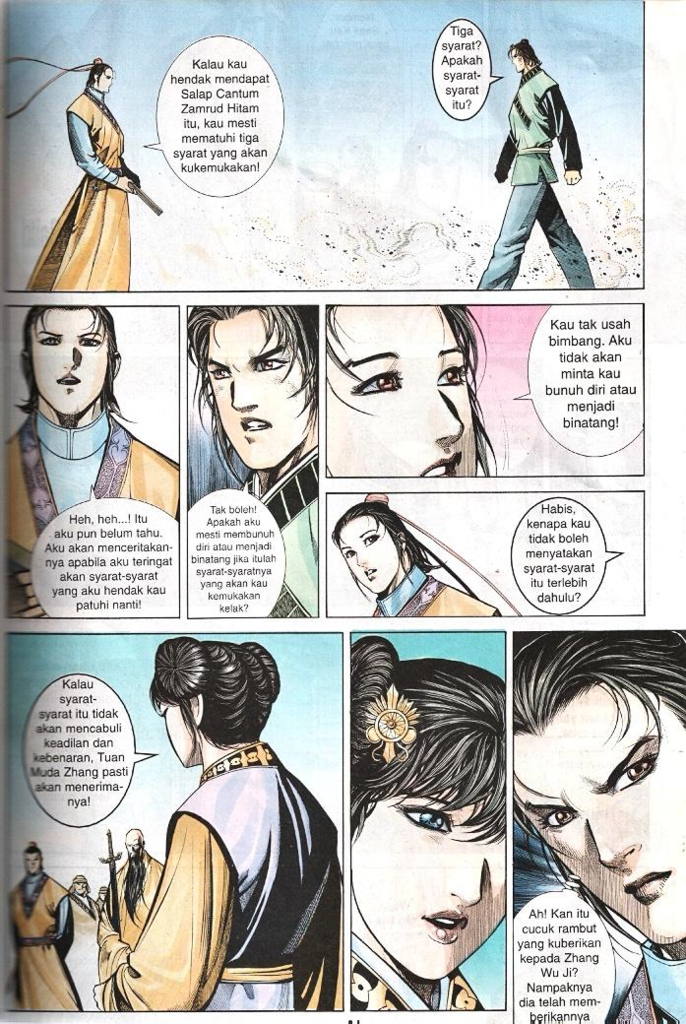 Kalau kau
hendak mendapat
Salap Cantum
Zamrud Hitam
itu, kau mesti
mematuhi tiga
syarat yang akan
kukemukakan!
Tiga
syarat?
Apakah
syarat-
syarat
itu?
Heh, heh...! Itu
aku pun belum tahu.
Aku akan menceritakan-
nya apabila aku teringat
akan syarat-syarat
yang aku hendak kau
patuhi nanti!
Tak boleh!
Apakah aku
mesti membunuh
diri atau menjadi
binatang jika itulah
syarat-syaratnya
yang akan kau
kemukakan
kelak?
Kau tak usah
bimbang. Aku
tidak akan
minta kau
bunuh diri atau
menjadi
binatang!
Habis,
kenapa kau
tidak boleh
menyatakan
syarat-syarat
itu terlebih
dahulu?
Kalau
syarat-
syarat itu tidak
akan mencabuli
keadilan dan
kebenaran, Tuan
Muda Zhang pasti
akan menerima-
nya!
Ah! Kan itu
cucuk rambut
yang kuberikan
kepada Zhang
Wu Ji?
Nampaknya
dia telah mem-
berikannya